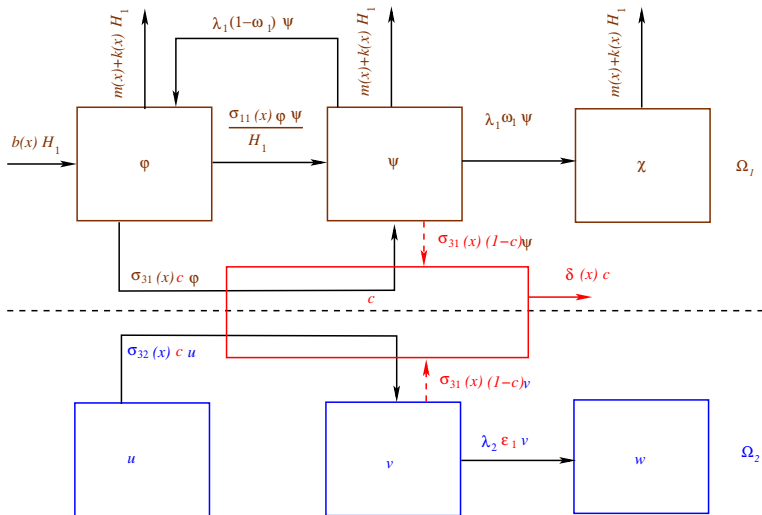 λ₁(1−ω₁) ψ
m(x)+k(x) H₁
m(x)+k(x) H₁
m(x)+k(x) H₁
b(x) H₁
σ₁₁(x) φ ψ
H₁
λ₁ω₁ ψ
φ
ψ
χ
Ω₁
σ₃₁(x) (1−c)ψ
σ₃₁(x) c φ
δ (x) c
c
σ₃₂(x) c u
σ₃₁(x) (1−c)v
λ₂ ε₁ v
u
v
w
Ω₂